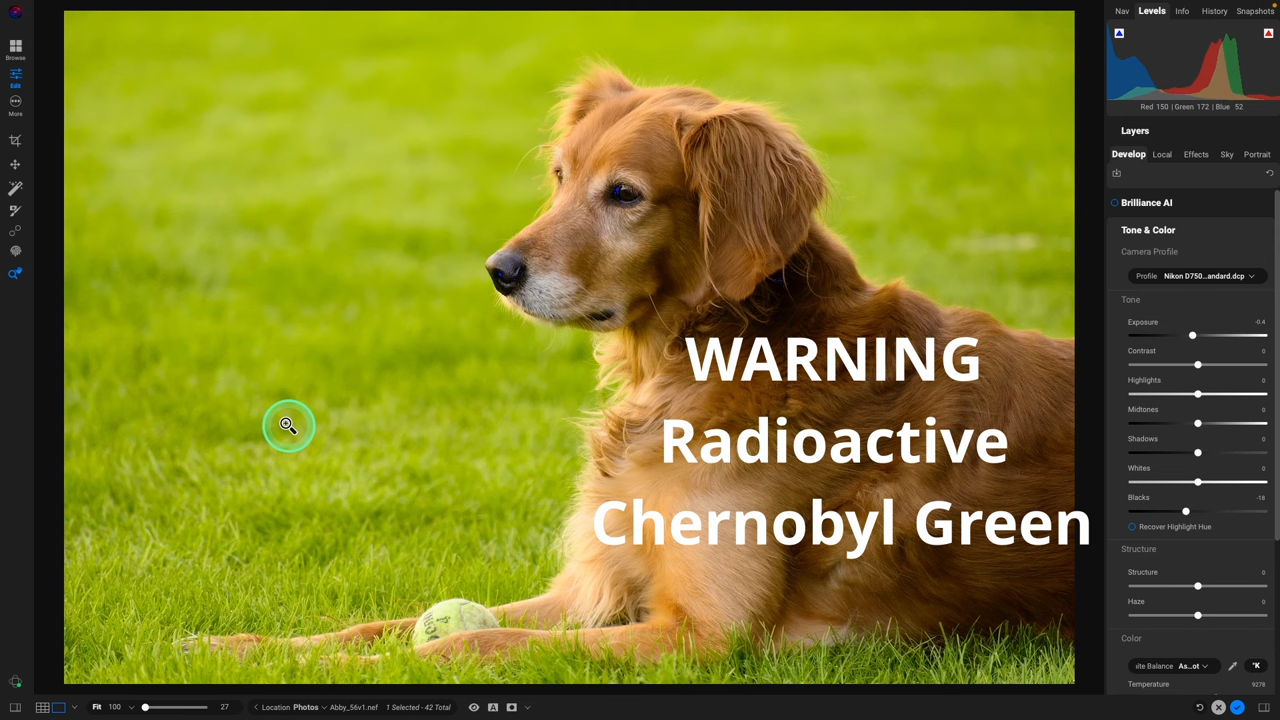 Nav Levels Info History Snapshots
Browse
Edit
More
Red 150 | Green 172 | Blue 52
Layers
Develop Local Effects Sky Portrait
Brilliance AI
Tone & Color
Camera Profile
Profile Nikon D750...andard.dcp
Tone
Exposure -0.4
Contrast 0
Highlights 0
Midtones 0
Shadows 0
Whites 0
Blacks -18
Recover Highlight Hue
Structure
Structure 0
Haze 0
Color
ite Balance As...ot °K
Temperature 9278
WARNING
Radioactive
Chernobyl Green
Fit 100 27 Location Photos Abby_56v1.nef 1 Selected - 42 Total